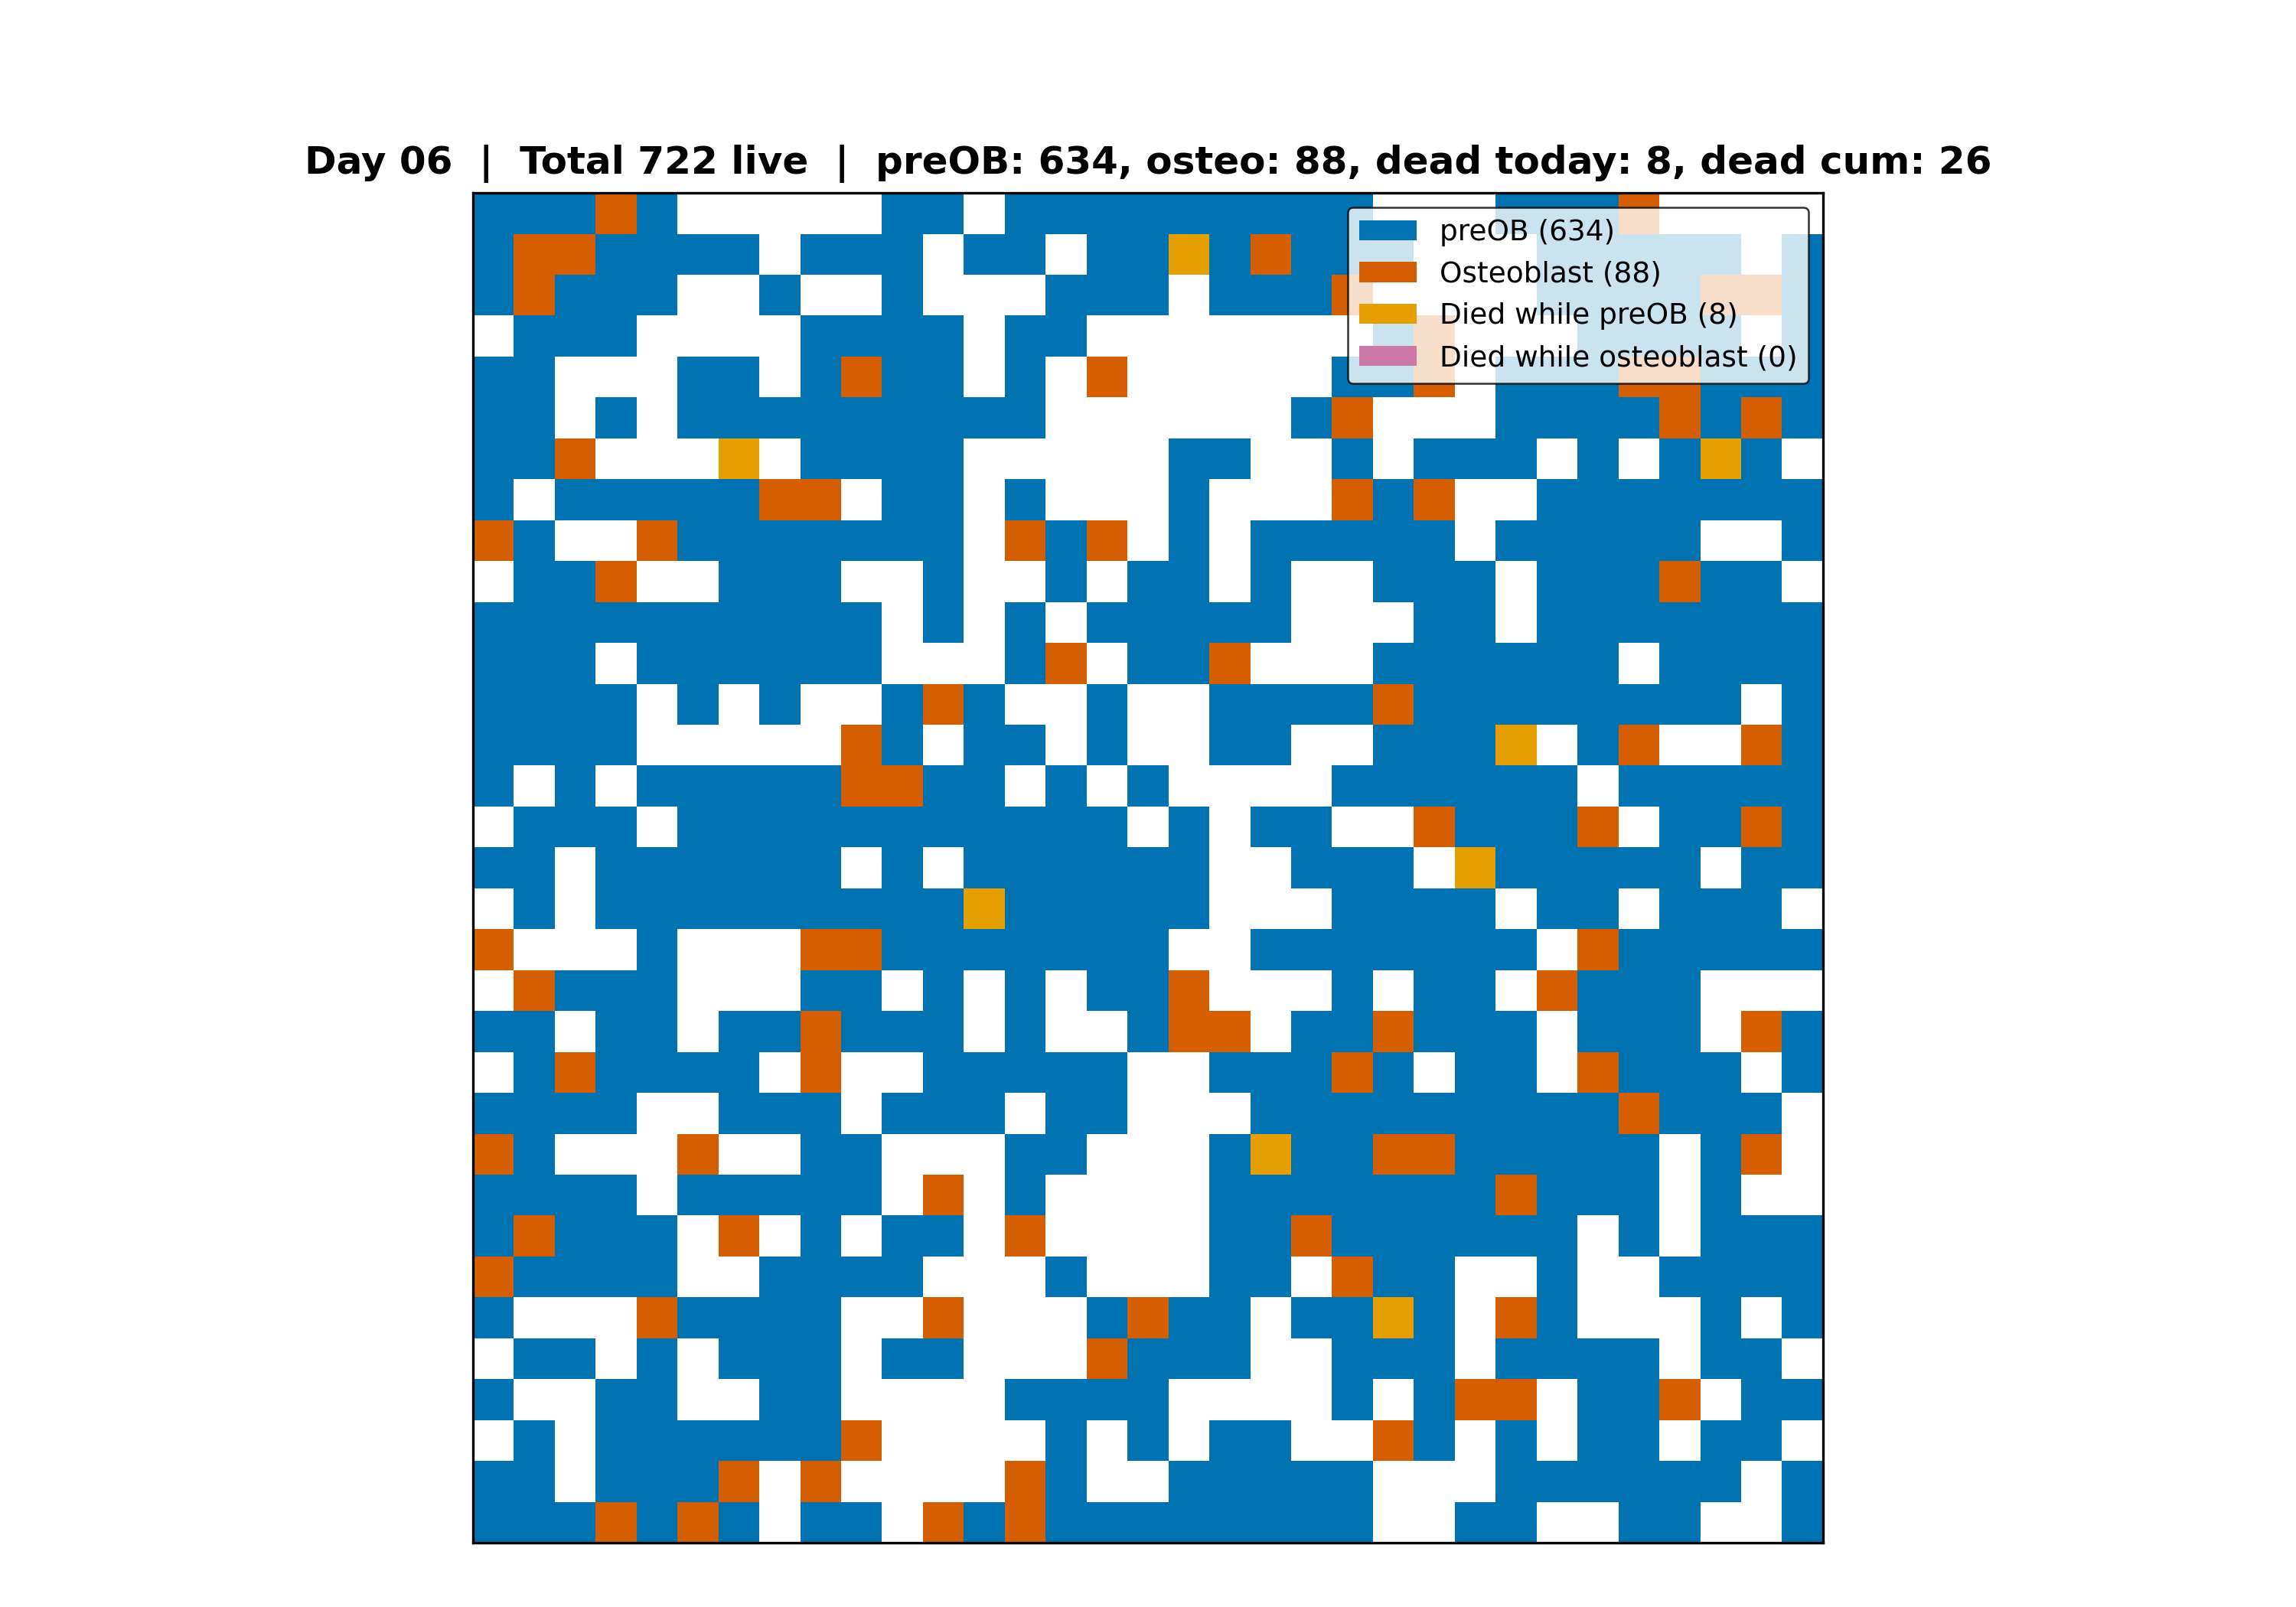 Day 06 | Total 722 live | preOB: 634, osteo: 88, dead today: 8, dead cum: 26
preOB (634)
Osteoblast (88)
Died while preOB (8)
Died while osteoblast (0)